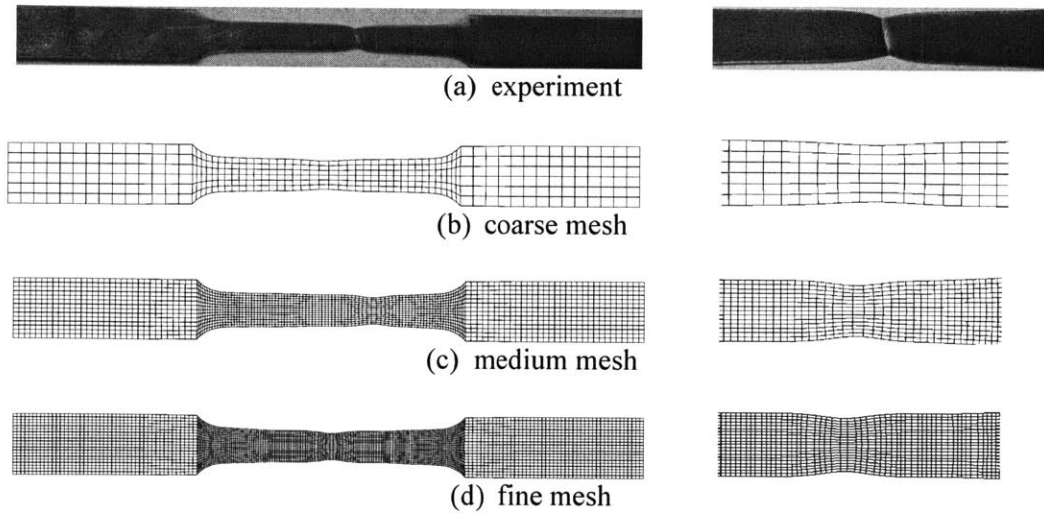 (a) experiment
(b) coarse mesh
(c) medium mesh
(d) fine mesh